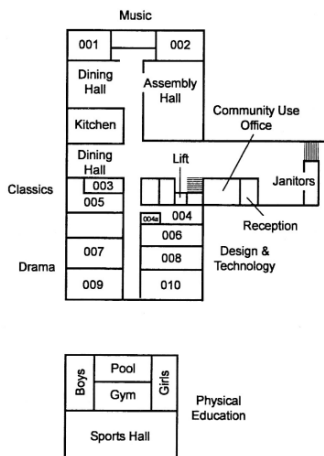 Music
001
002
Dining
Hall
Assembly
Hall
Community Use
Office
Kitchen
Dining
Hall
Lift
Janitors
Classics
003
005
004a
004
Reception
006
Design &
Technology
007
008
Drama
009
010
Boys
Pool
Girls
Gym
Physical
Education
Sports Hall